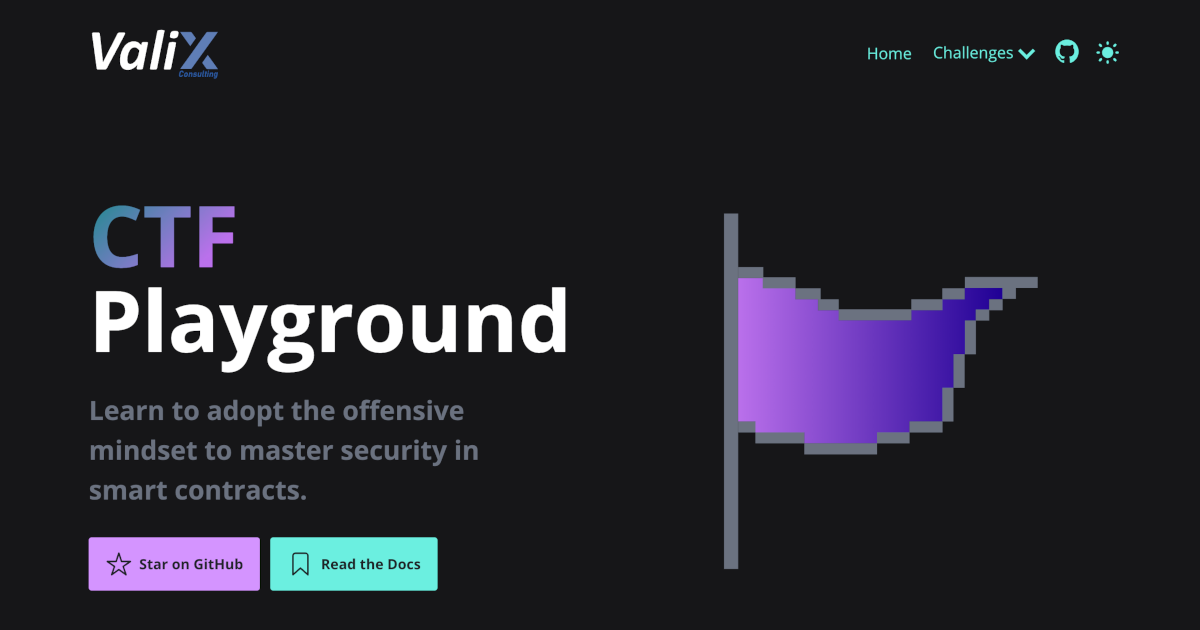 ValiX
Consulting
Home
Challenges
CTF
Playground
Learn to adopt the offensive
mindset to master security in
smart contracts.
Star on GitHub
Read the Docs